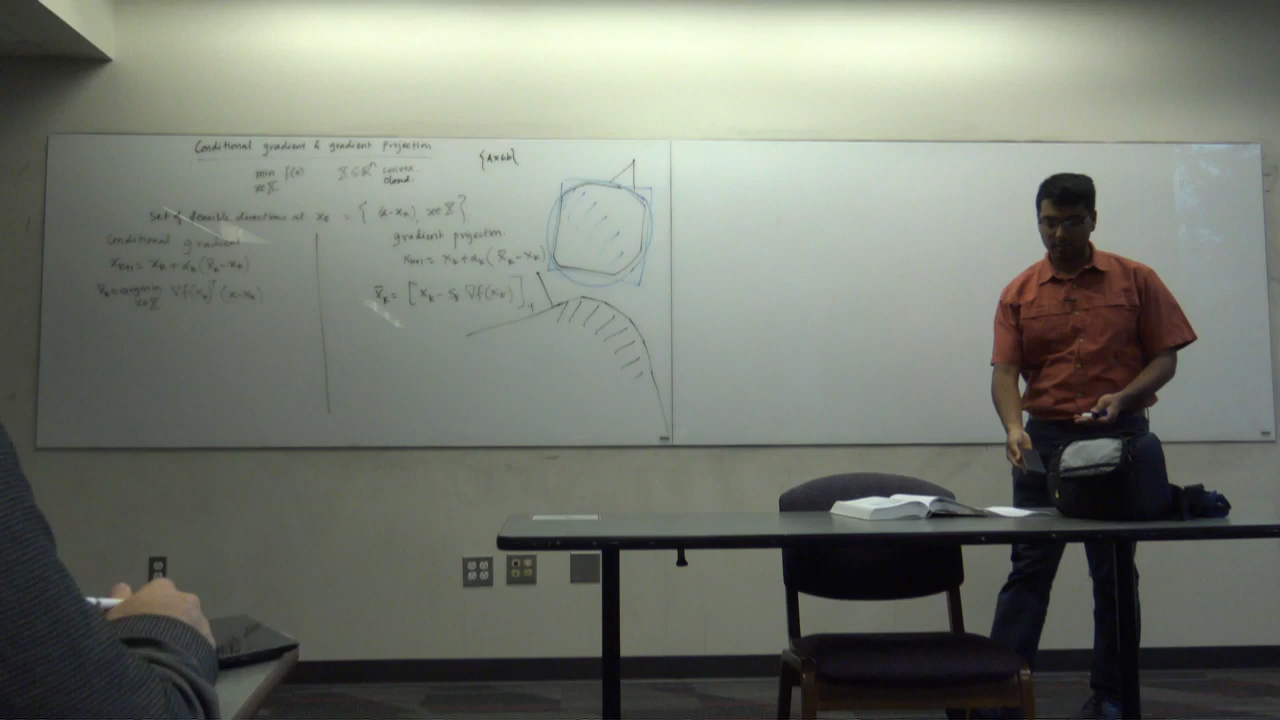 Conditional gradient & gradient projection
min f(x) X ⊆ ℝⁿ convex
x∈X closed.
{Ax≤b}
Set of feasible directions at xₖ = { (x-xₖ), x∈X }
Conditional gradient
xₖ₊₁ = xₖ + αₖ (x̄ₖ - xₖ)
x̄ₖ = argmin ∇f(xₖ)ᵀ (x-xₖ)
x∈X
gradient projection.
xₖ₊₁ = xₖ + αₖ ( x̄ₖ - xₖ)
x̄ₖ = [ xₖ - sₖ ∇f(xₖ) ]₊